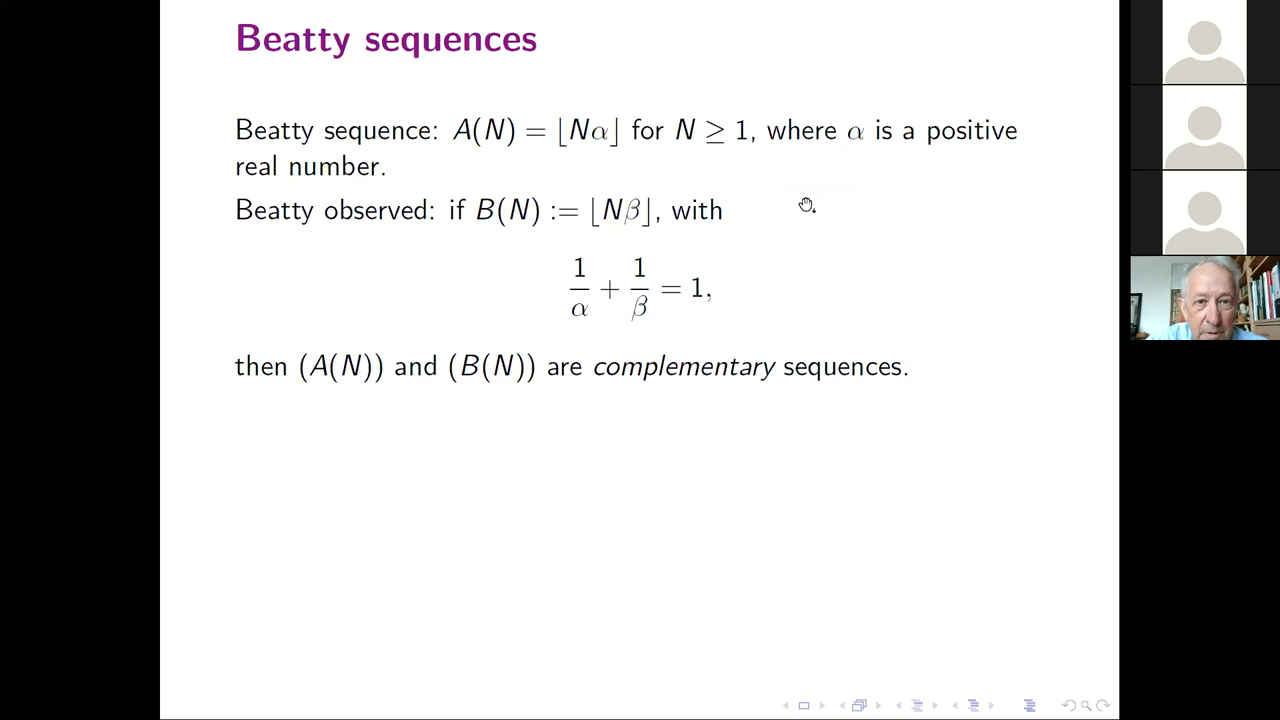 Beatty sequences
Beatty sequence: A(N) = ⌊Nα⌋ for N ≥ 1, where α is a positive
real number.
Beatty observed: if B(N) := ⌊Nβ⌋, with
1/α + 1/β = 1,
then (A(N)) and (B(N)) are complementary sequences.